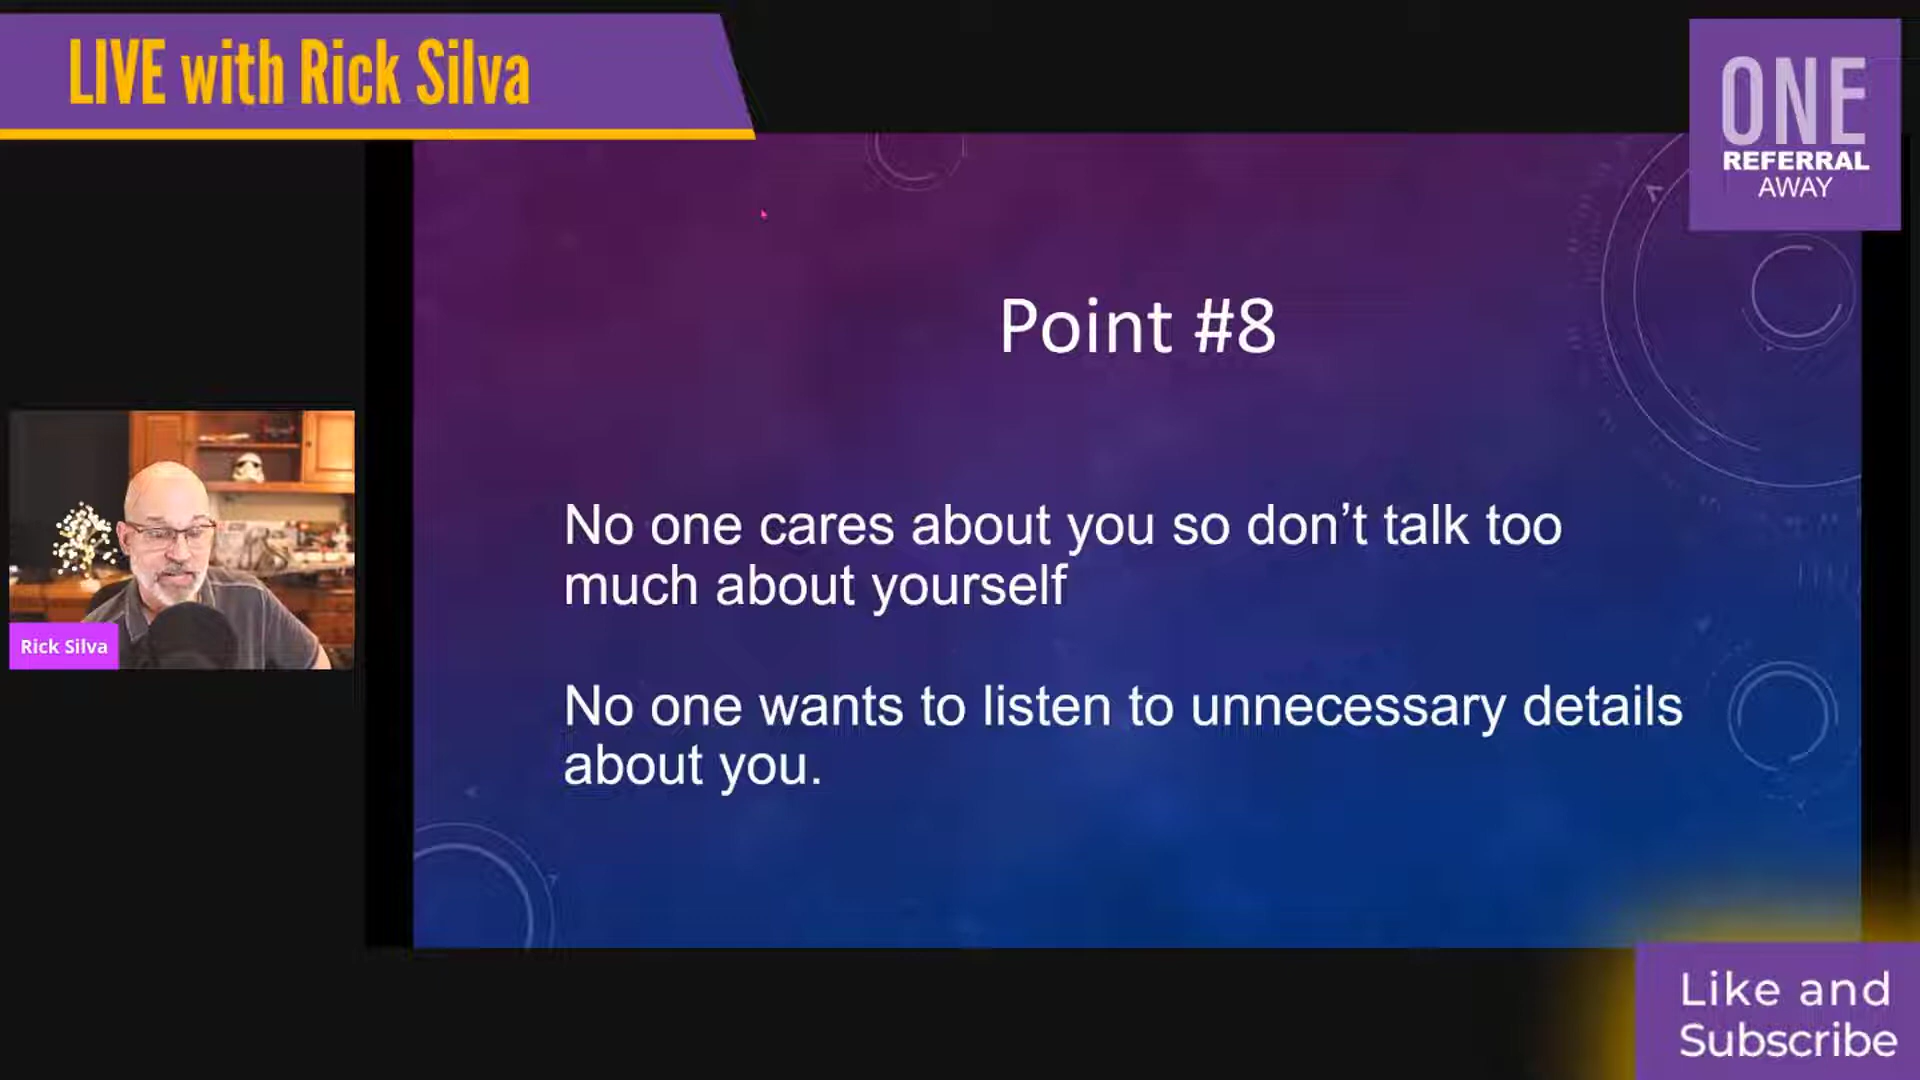 LIVE with Rick Silva
ONE
REFERRAL
AWAY
Point #8
No one cares about you so don’t talk too
much about yourself
No one wants to listen to unnecessary details
about you.
Rick Silva
Like and
Subscribe